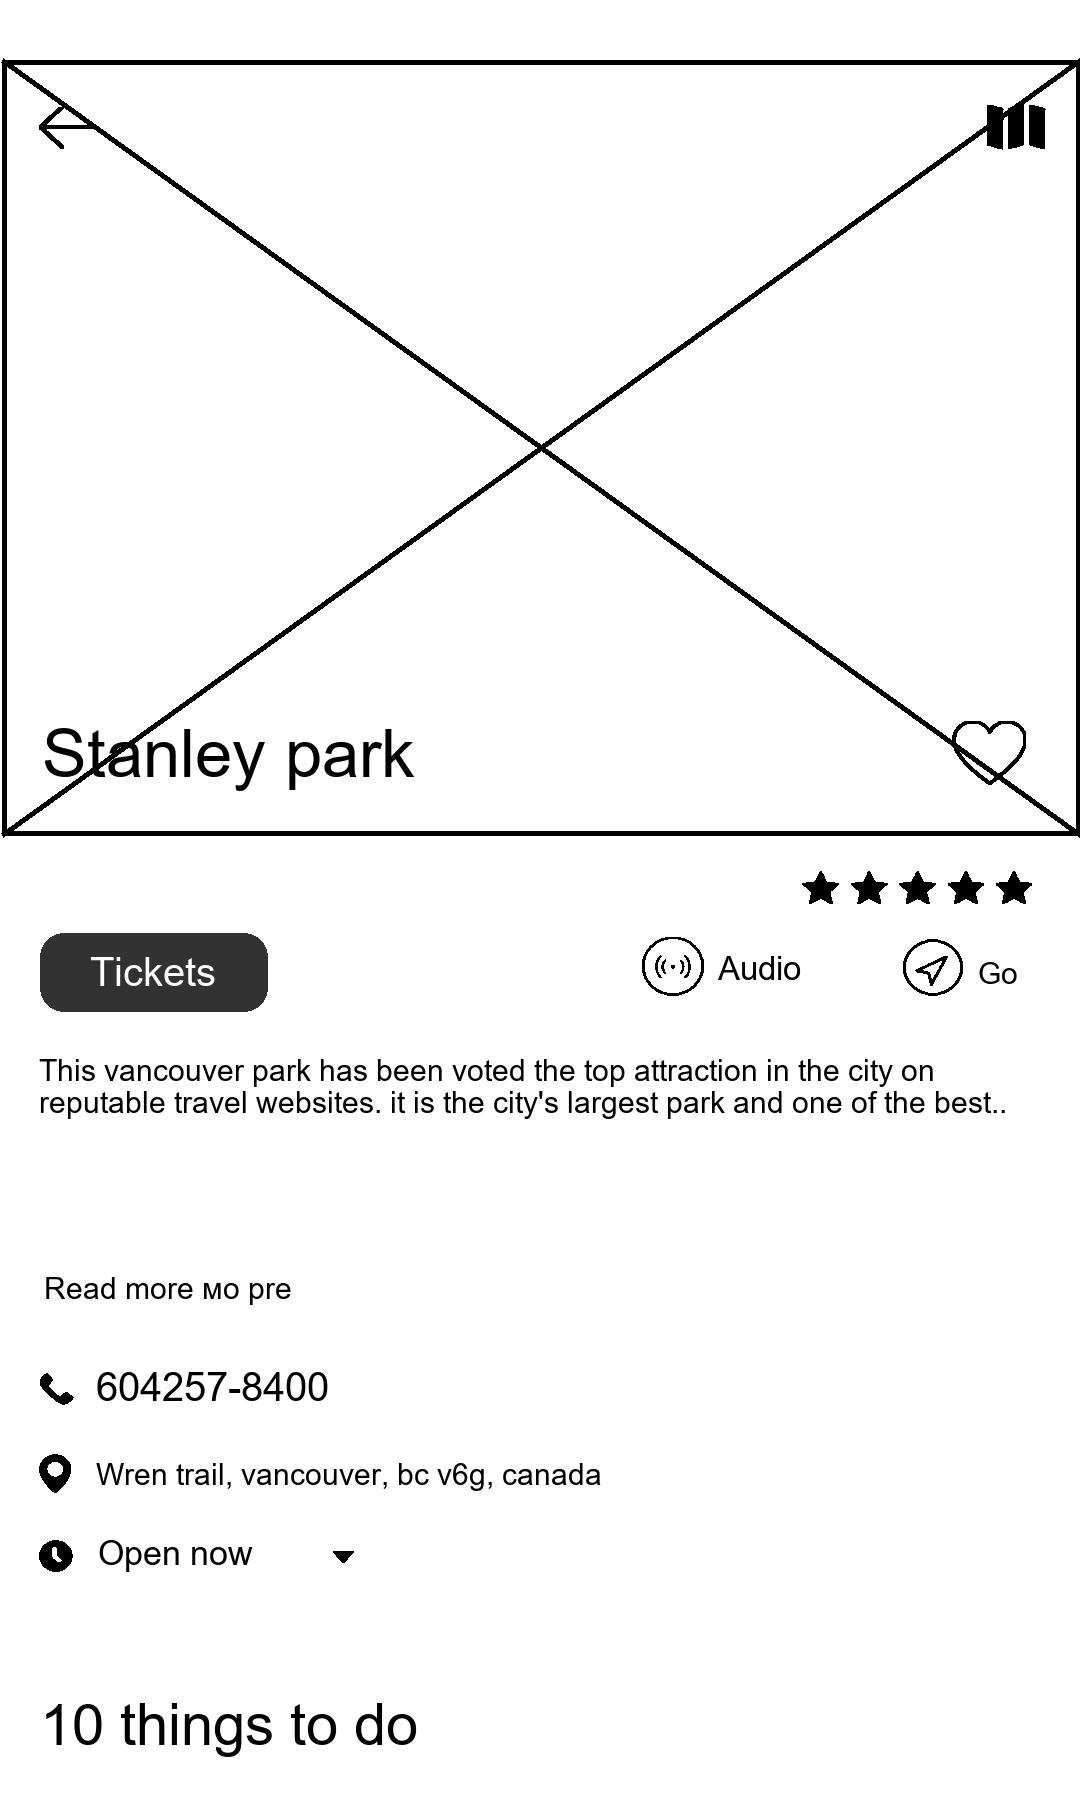 Stanley park
Tickets
Audio
Go
This vancouver park has been voted the top attraction in the city on
reputable travel websites. it is the city's largest park and one of the best..
Read more мо pre
604257-8400
Wren trail, vancouver, bc v6g, canada
Open now
10 things to do